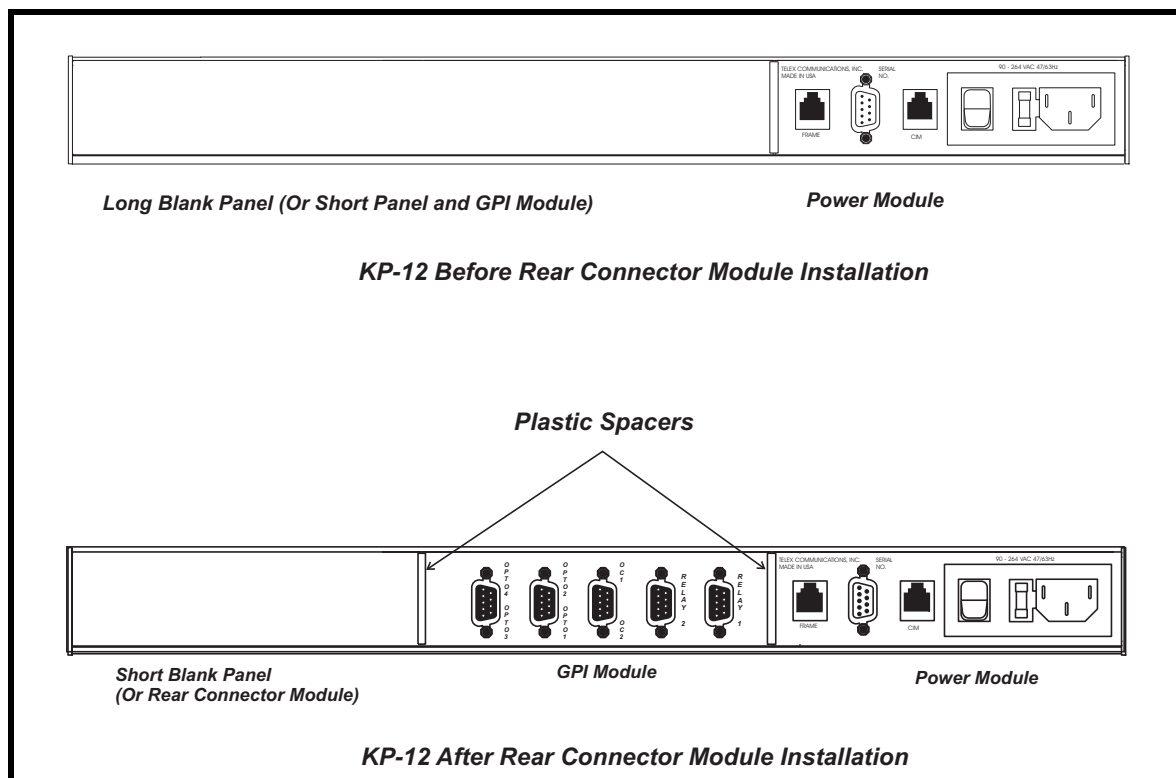 TELEX COMMUNICATIONS, INC.
MADE IN USA
SERIAL
NO.
90 - 264 VAC 47/63Hz
FRAME
CIM
Long Blank Panel (Or Short Panel and GPI Module)
Power Module
KP-12 Before Rear Connector Module Installation
Plastic Spacers
OPTO4 OPTO3
OPTO2 OPTO1
OC1 OC2
RELAY 2
RELAY 1
TELEX COMMUNICATIONS, INC.
MADE IN USA
SERIAL
NO.
90 - 264 VAC 47/63Hz
FRAME
CIM
Short Blank Panel
(Or Rear Connector Module)
GPI Module
Power Module
KP-12 After Rear Connector Module Installation